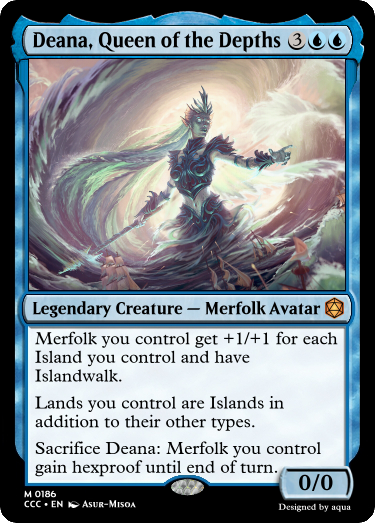 Deana, Queen of the Depths 3
Legendary Creature — Merfolk Avatar
Merfolk you control get +1/+1 for each
Island you control and have
Islandwalk.
Lands you control are Islands in
addition to their other types.
Sacrifice Deana: Merfolk you control
gain hexproof until end of turn.
0/0
M 0186
CCC • EN Asur-Misoa
Designed by aqua